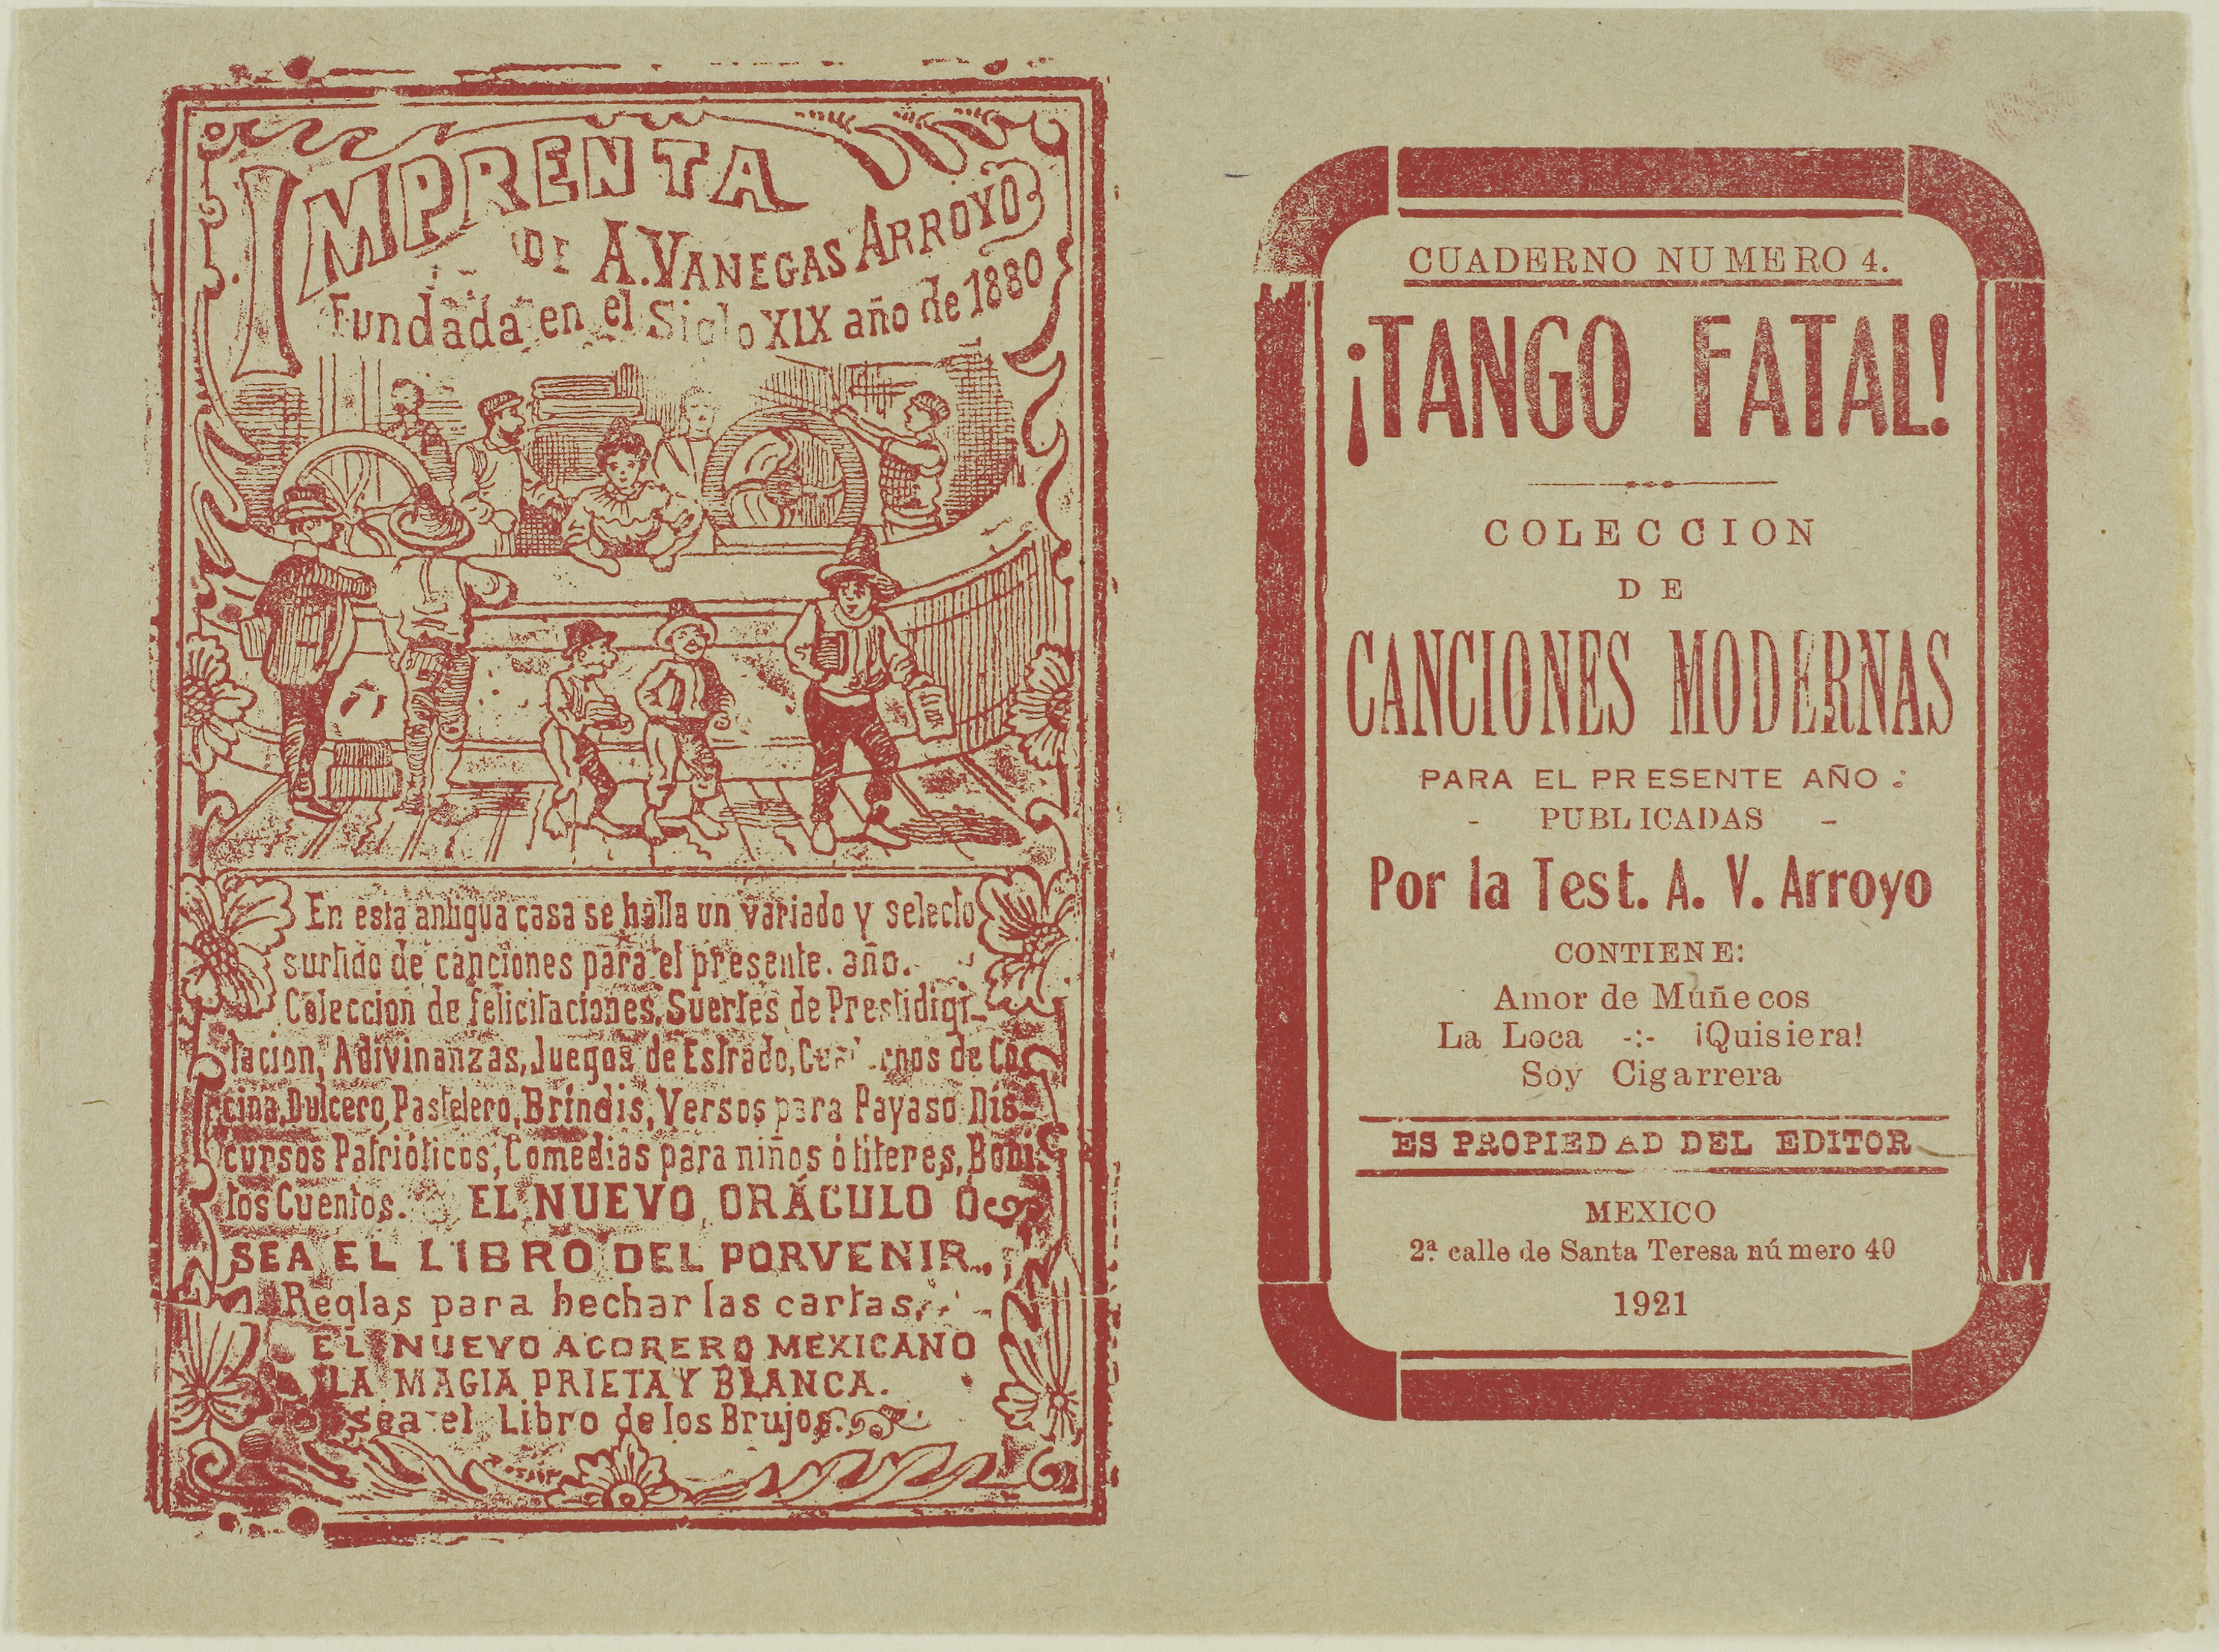 IMPRENTA
DE A. VANEGAS ARROYO
Fundada en el Siglo XIX año de 1880
En esta antigua casa se halla un variado y selecto
surtido de canciones para el presente. año.
Coleccion de felicitaciones, Suertes de Prestidigi-
tacion, Adivinanzas, Juegos de Estrado, de Co-
cina, Dulcero, Pastelero, Brindis, Versos para Payaso Dis-
cursos Patrióticos, Comedias para niños ó titeres, Boni-
tos Cuentos. EL NUEVO ORÁCULO Ó
SEA EL LIBRO DEL PORVENIR.
Reglas para hechar las cartas,
EL NUEVO AGORERO MEXICANO
LA MAGIA PRIETA Y BLANCA.
sea el Libro de los Brujos.
CUADERNO NUMERO 4.
¡TANGO FATAL!
COLECCION
DE
CANCIONES MODERNAS
PARA EL PRESENTE AÑO
- PUBLICADAS -
Por la Test. A. V. Arroyo
CONTIENE:
Amor de Muñecos
La Loca -:- ¡Quisiera!
Soy Cigarrera
ES PROPIEDAD DEL EDITOR
MEXICO
2ª calle de Santa Teresa número 40
1921